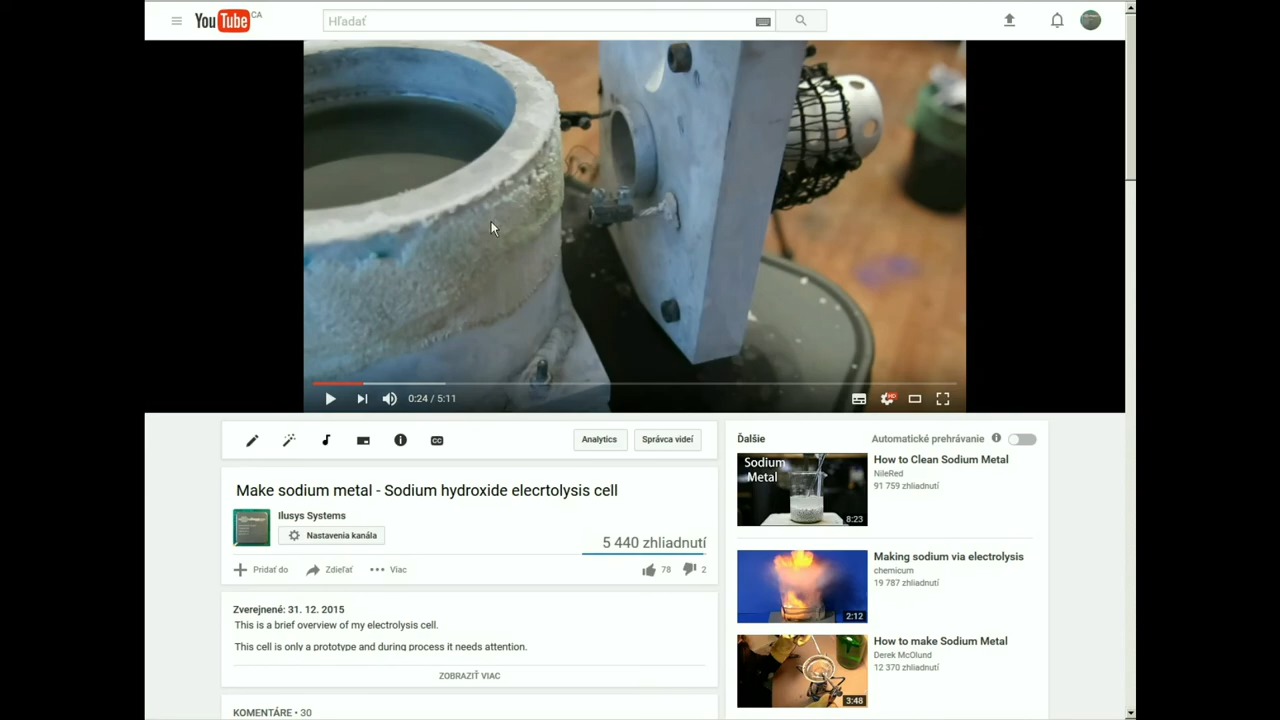 YouTube CA
Hľadať
0:24 / 5:11
HD
CC
Analytics
Správca videí
Make sodium metal - Sodium hydroxide elecrtolysis cell
Ilusys Systems
Nastavenia kanála
5 440 zhliadnutí
Pridať do
Zdieľať
Viac
78
2
Zverejnené: 31. 12. 2015
This is a brief overview of my electrolysis cell.
This cell is only a prototype and during process it needs attention.
ZOBRAZIŤ VIAC
KOMENTÁRE • 30
Ďalšie
Automatické prehrávanie
Sodium
Metal
8:23
How to Clean Sodium Metal
NileRed
91 759 zhliadnutí
2:12
Making sodium via electrolysis
chemicum
19 787 zhliadnutí
3:48
How to make Sodium Metal
Derek McOlund
12 370 zhliadnutí